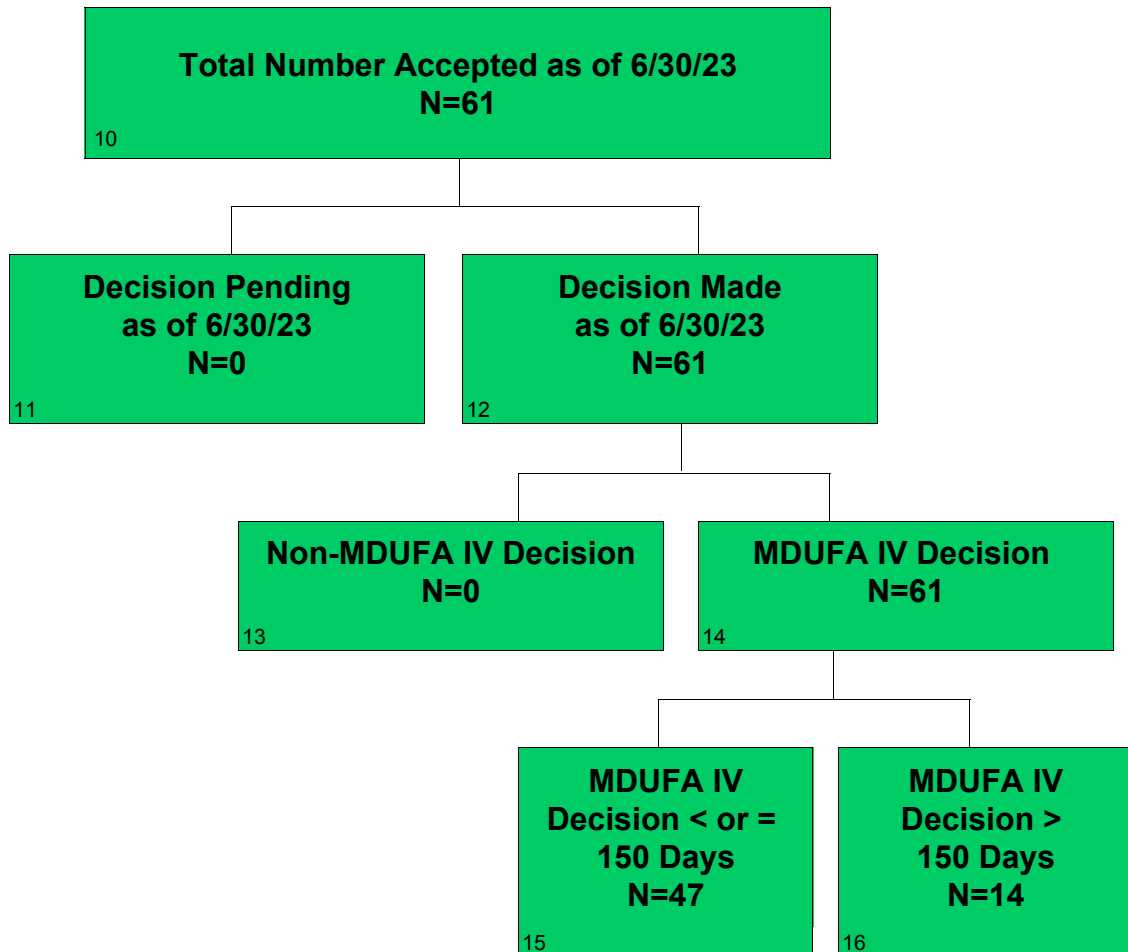 Total Number Accepted as of 6/30/23
N=61
10
Decision Pending
as of 6/30/23
N=0
11
Decision Made
as of 6/30/23
N=61
12
Non-MDUFA IV Decision
N=0
13
MDUFA IV Decision
N=61
14
MDUFA IV
Decision < or =
150 Days
N=47
15
MDUFA IV
Decision >
150 Days
N=14
16